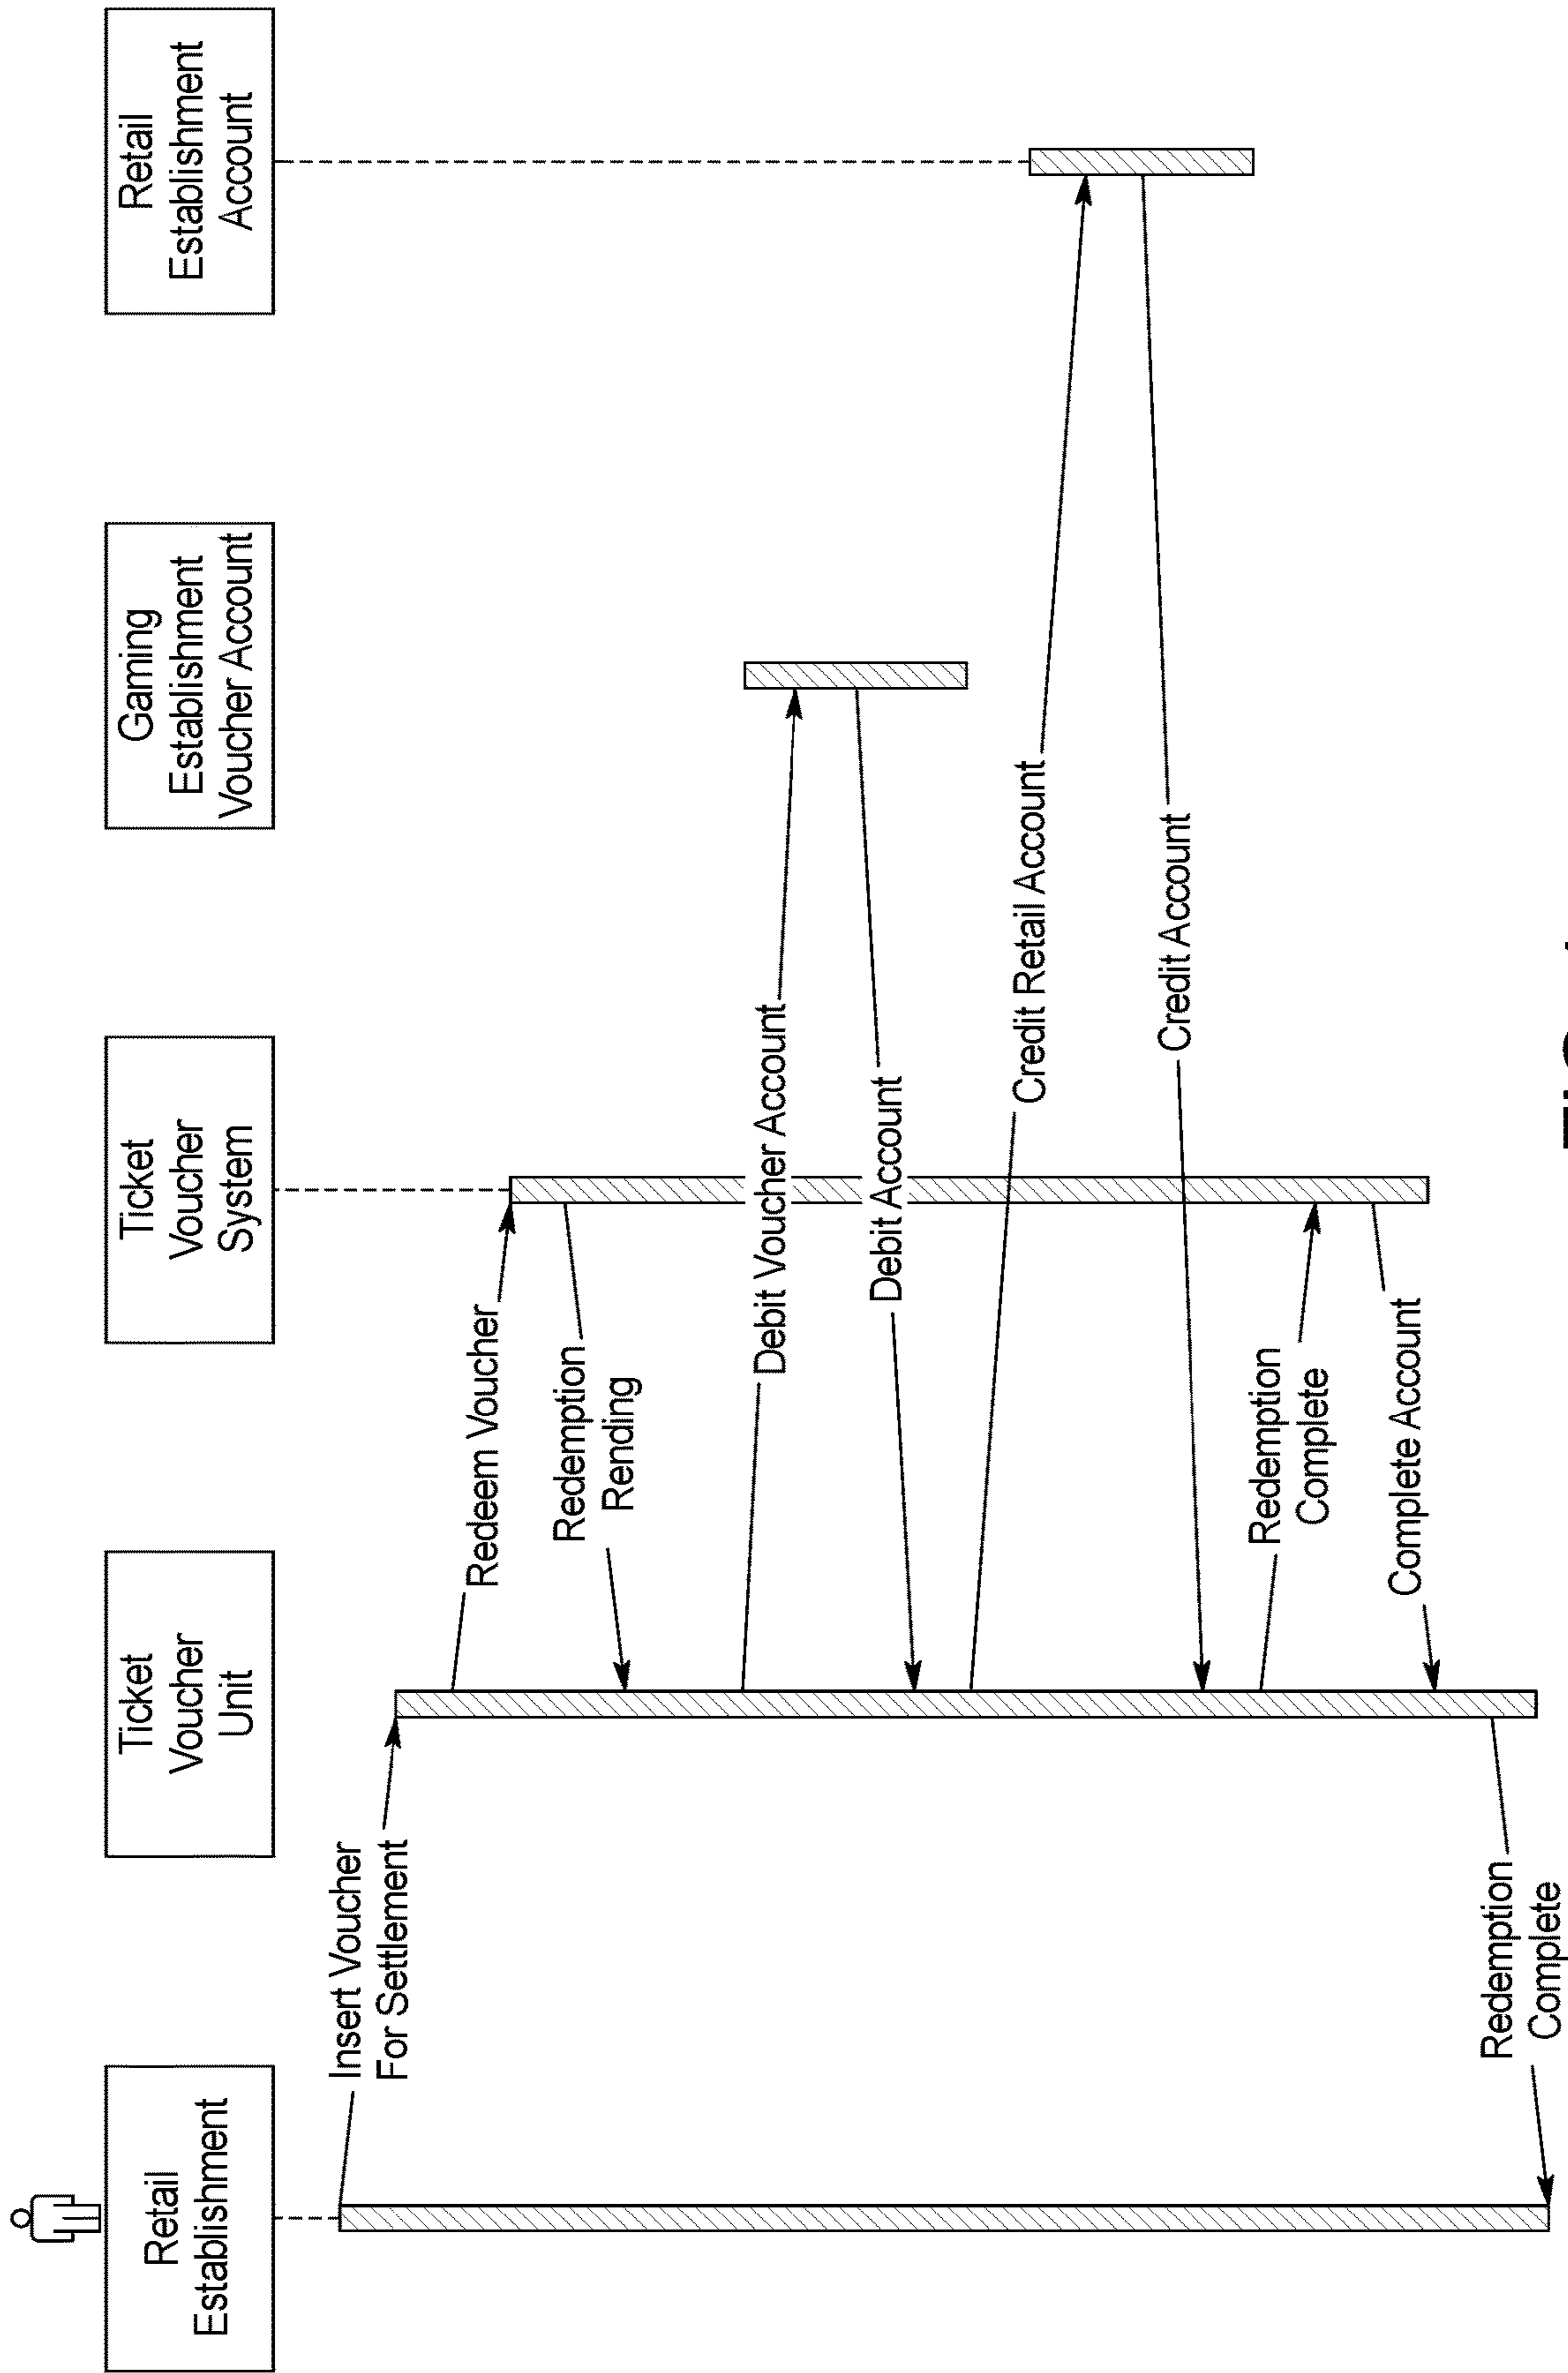 Retail
Establishment
Ticket
Voucher
Unit
Ticket
Voucher
System
Gaming
Establishment
Voucher Account
Retail
Establishment
Account
Insert Voucher
For Settlement
Redeem Voucher
Redemption
Rending
Debit Voucher Account
Debit Account
Credit Retail Account
Credit Account
Redemption
Complete
Complete Account
Redemption
Complete